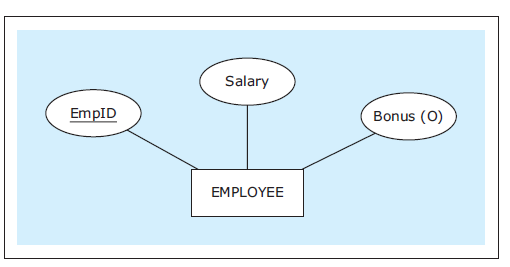 Salary
EmpID
Bonus (O)
EMPLOYEE